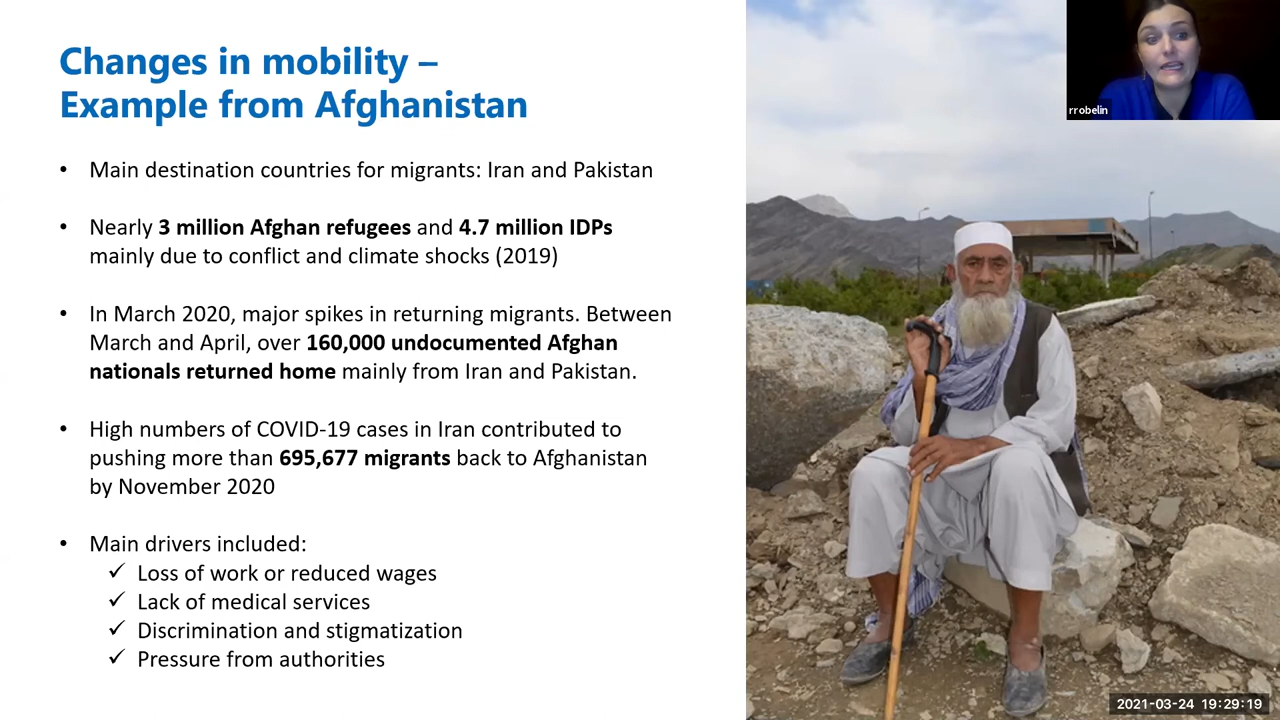 Changes in mobility –
Example from Afghanistan
• Main destination countries for migrants: Iran and Pakistan
• Nearly 3 million Afghan refugees and 4.7 million IDPs
mainly due to conflict and climate shocks (2019)
• In March 2020, major spikes in returning migrants. Between
March and April, over 160,000 undocumented Afghan
nationals returned home mainly from Iran and Pakistan.
• High numbers of COVID-19 cases in Iran contributed to
pushing more than 695,677 migrants back to Afghanistan
by November 2020
• Main drivers included:
✓ Loss of work or reduced wages
✓ Lack of medical services
✓ Discrimination and stigmatization
✓ Pressure from authorities
rrobelin
2021-03-24 19:29:19